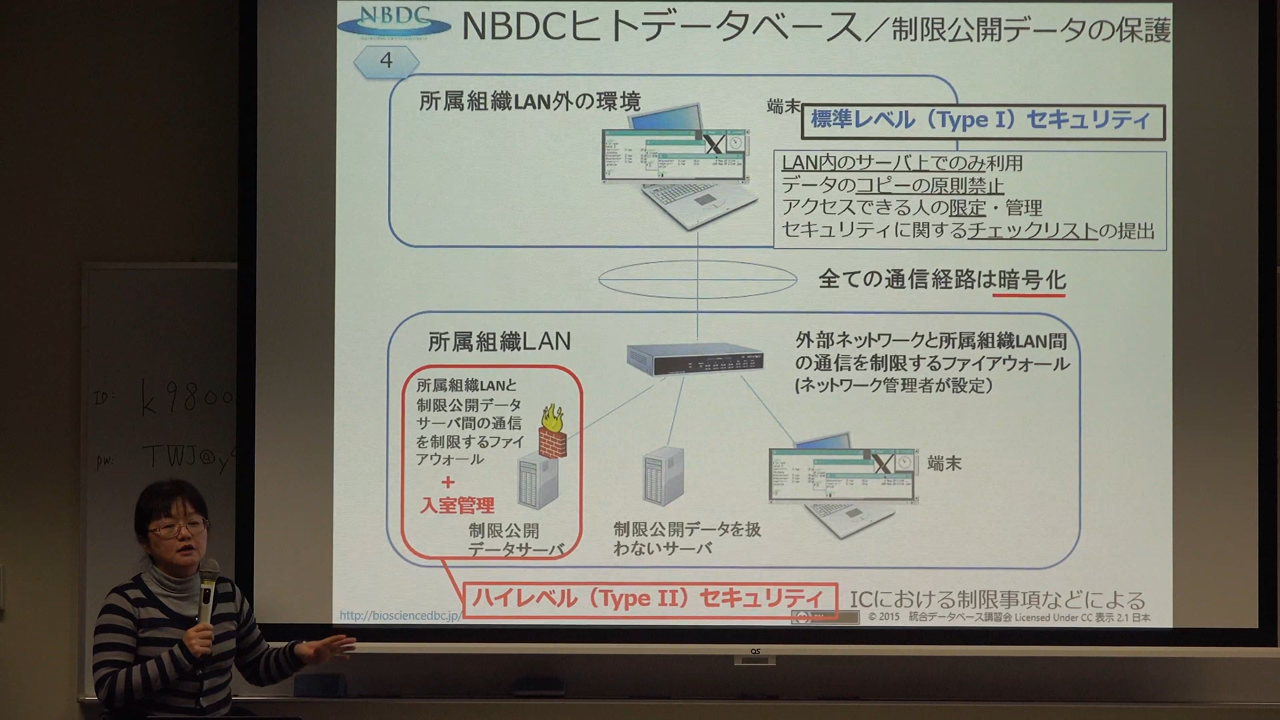 NBDC
NBDCヒトデータベース／制限公開データの保護
4
所属組織LAN外の環境
端末
標準レベル（Type I）セキュリティ
LAN内のサーバ上でのみ利用
データのコピーの原則禁止
アクセスできる人の限定・管理
セキュリティに関するチェックリストの提出
全ての通信経路は暗号化
所属組織LAN
外部ネットワークと所属組織LAN間
の通信を制限するファイアウォール
(ネットワーク管理者が設定）
所属組織LANと
制限公開データ
サーバ間の通信
を制限するファイ
アウォール
+
入室管理
制限公開
データサーバ
制限公開データを扱
わないサーバ
端末
ハイレベル（Type II）セキュリティ
ICにおける制限事項などによる
http://biosciencedbc.jp/
© 2015 統合データベース講習会 Licensed Under CC 表示 2.1 日本
ID: k9800
pw: TWJ@y
OS